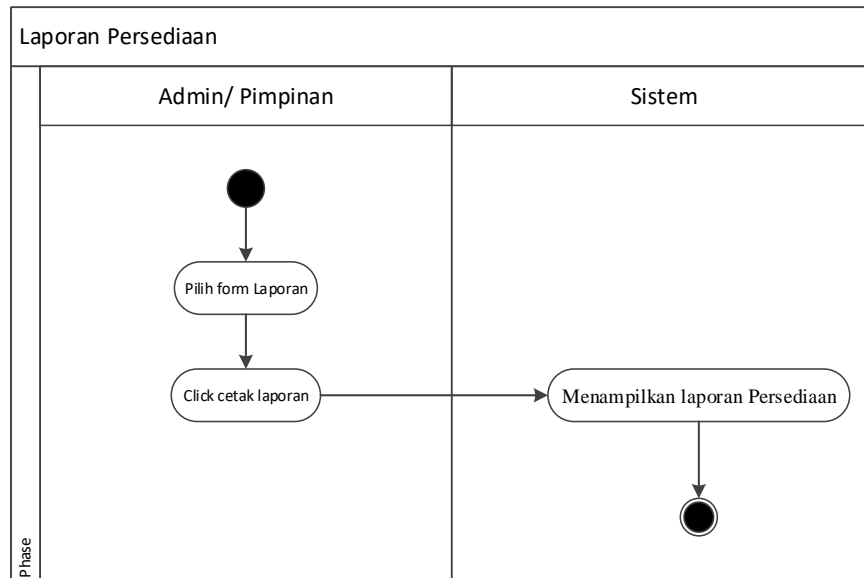 Laporan Persediaan
Admin/ Pimpinan
Sistem
Pilih form Laporan
Click cetak laporan
Menampilkan laporan Persediaan
Phase